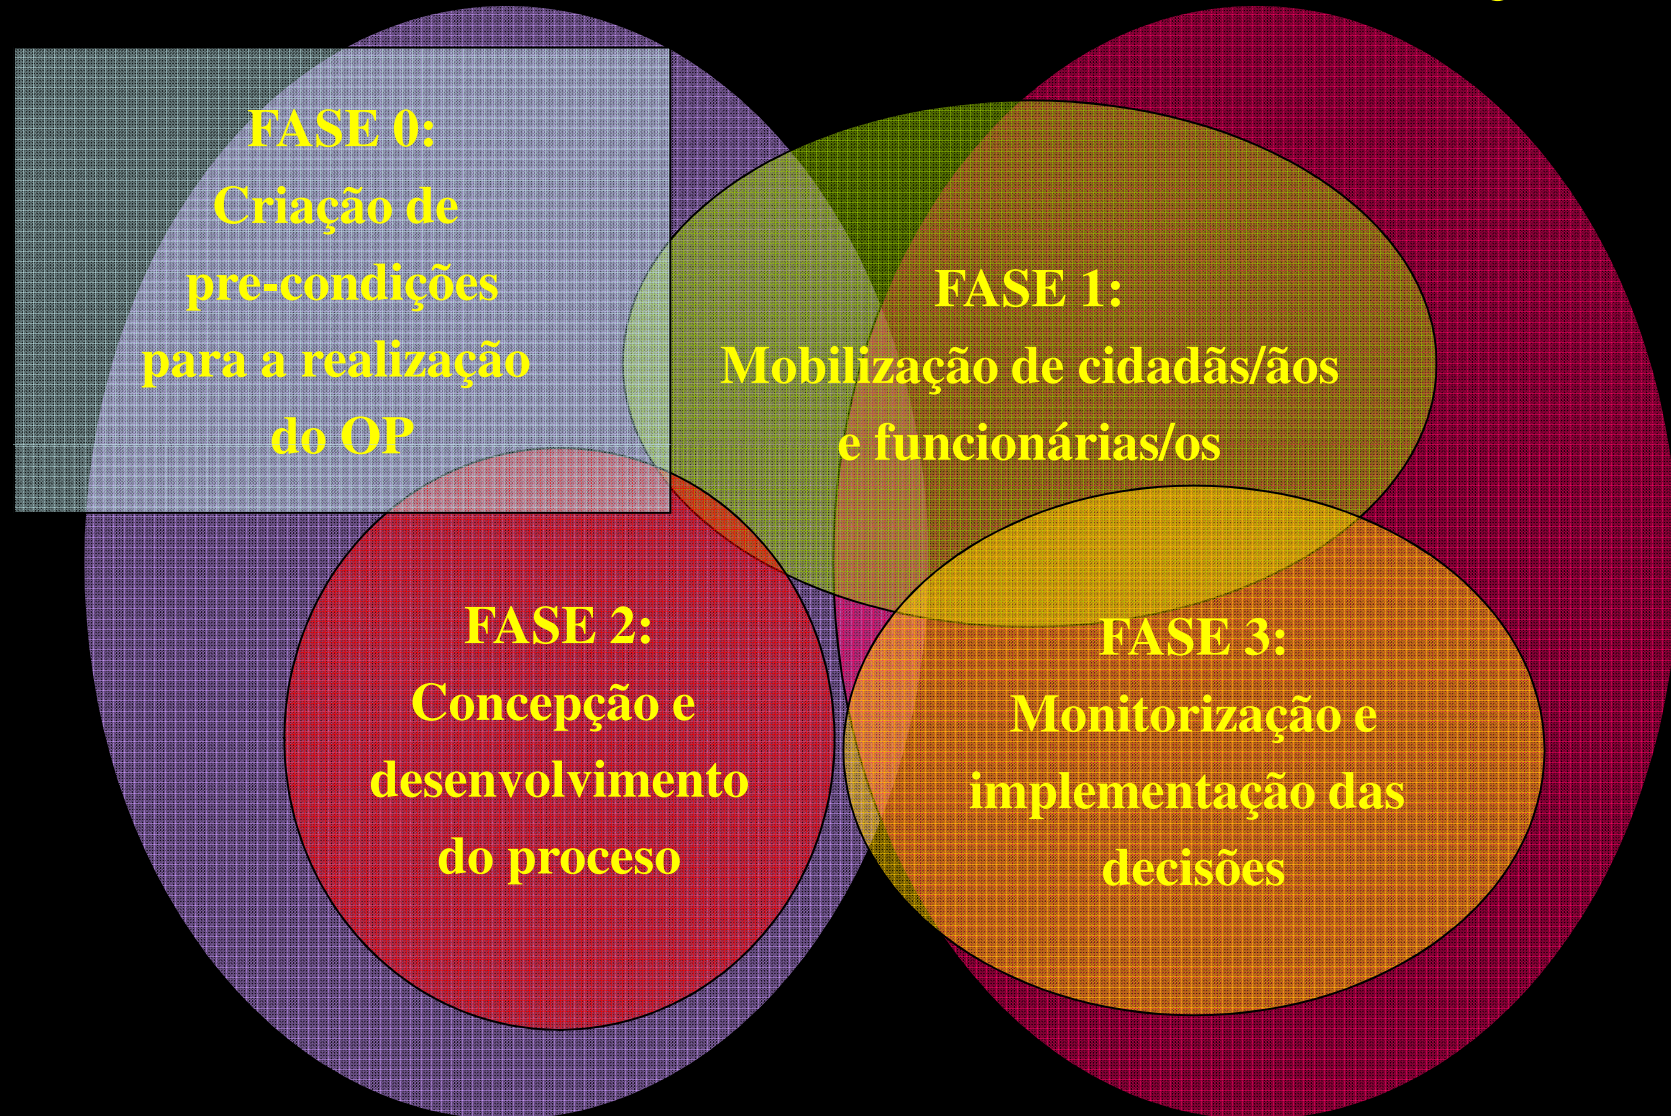 FASE 0:
Criação de
pre-condições
para a realização
do OP
FASE 1:
Mobilização de cidadãs/ãos
e funcionárias/os
FASE 2:
Concepção e
desenvolvimento
do proceso
FASE 3:
Monitorização e
implementação das
decisões